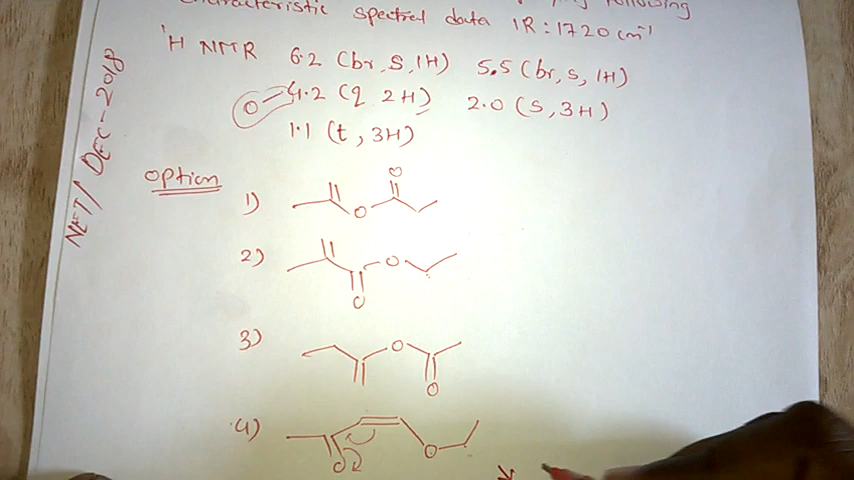 characteristic spectral data IR: 1720 cm⁻¹
¹H NMR 6.2 (br, s, 1H) 5.5 (br, s, 1H)
4.2 (q 2H) 2.0 (s, 3H)
1.1 (t, 3H)
NET/DEC-2018
option
1) O O
2) O O
3) O O
4) O O